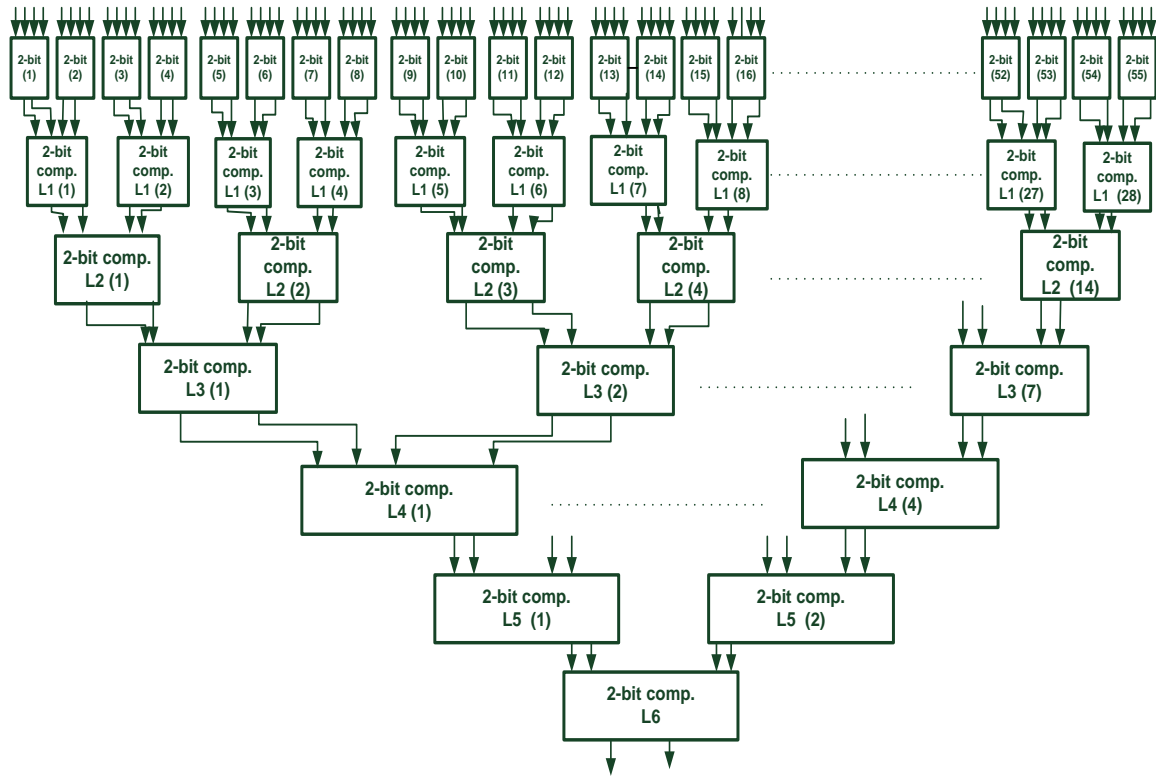 2-bit
(1)
2-bit
(2)
2-bit
(3)
2-bit
(4)
2-bit
(5)
2-bit
(6)
2-bit
(7)
2-bit
(8)
2-bit
(9)
2-bit
(10)
2-bit
(11)
2-bit
(12)
2-bit
(13)
2-bit
(14)
2-bit
(15)
2-bit
(16)
2-bit
(52)
2-bit
(53)
2-bit
(54)
2-bit
(55)
2-bit
comp.
L1 (1)
2-bit
comp.
L1 (2)
2-bit
comp.
L1 (3)
2-bit
comp.
L1 (4)
2-bit
comp.
L1 (5)
2-bit
comp.
L1 (6)
2-bit
comp.
L1 (7)
2-bit
comp.
L1 (8)
2-bit
comp.
L1 (27)
2-bit
comp.
L1 (28)
2-bit comp.
L2 (1)
2-bit
comp.
L2 (2)
2-bit
comp.
L2 (3)
2-bit
comp.
L2 (4)
2-bit
comp.
L2 (14)
2-bit comp.
L3 (1)
2-bit comp.
L3 (2)
2-bit comp.
L3 (7)
2-bit comp.
L4 (1)
2-bit comp.
L4 (4)
2-bit comp.
L5 (1)
2-bit comp.
L5 (2)
2-bit comp.
L6